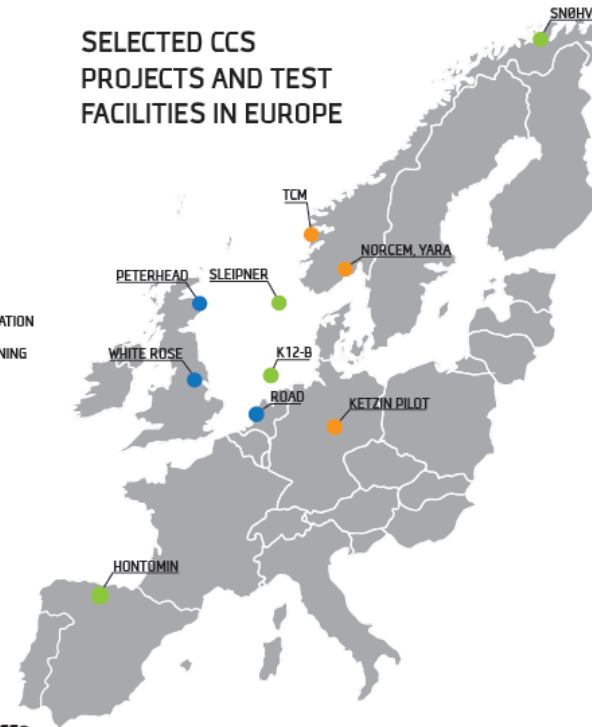 SELECTED CCS
PROJECTS AND TEST
FACILITIES IN EUROPE
SNØHV
TCM
NORCEM, YARA
PETERHEAD
SLEIPNER
ATION
NING
WHITE ROSE
K12-B
ROAD
KETZIN PILOT
HONTOMIN